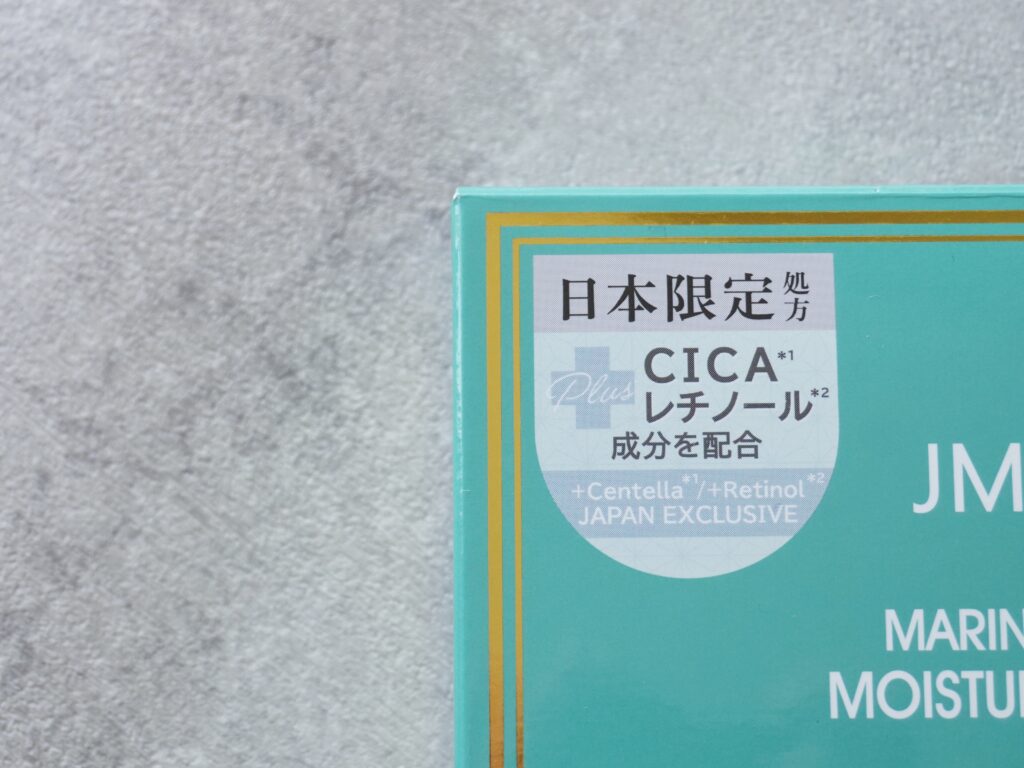 日本限定処方
Plus
CICA*1
レチノール*2
成分を配合
+Centella*1/+Retinol*2
JAPAN EXCLUSIVE
JM
MARIN
MOISTU